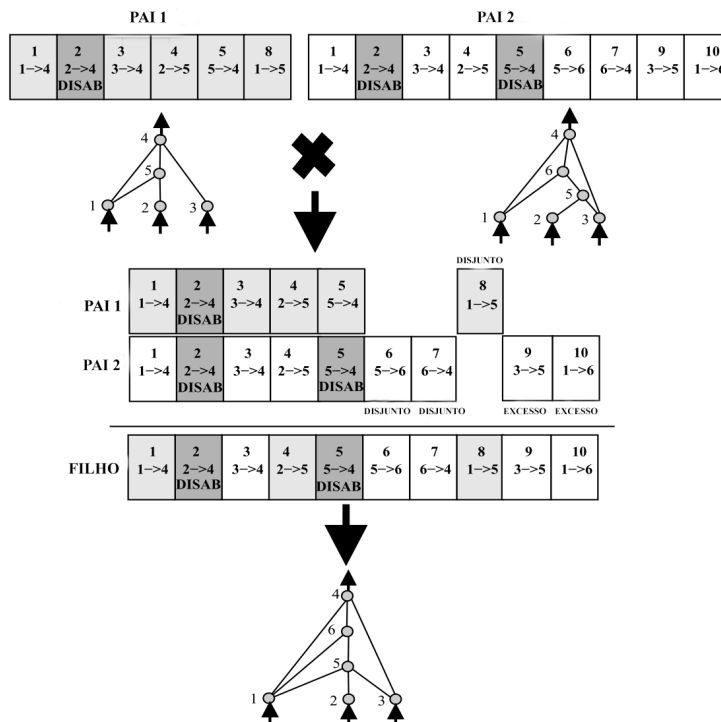 PAI 1 PAI 2
1 2 3 4 5 8 1 2 3 4 5 6 7 9 10
1->4 2->4 3->4 2->5 5->4 1->5 1->4 2->4 3->4 2->5 5->4 5->6 6->4 3->5 1->6
DISAB DISAB DISAB
4 4
5 6
5
1 2 3 1 2 3
DISJUNTO
1 2 3 4 5 8
PAI 1 1->4 2->4 3->4 2->5 5->4 1->5
DISAB
1 2 3 4 5 6 7 9 10
PAI 2 1->4 2->4 3->4 2->5 5->4 5->6 6->4 3->5 1->6
DISAB DISAB
DISJUNTO DISJUNTO EXCESSO EXCESSO
1 2 3 4 5 6 7 8 9 10
FILHO 1->4 2->4 3->4 2->5 5->4 5->6 6->4 1->5 3->5 1->6
DISAB DISAB
4
6
5
1 2 3